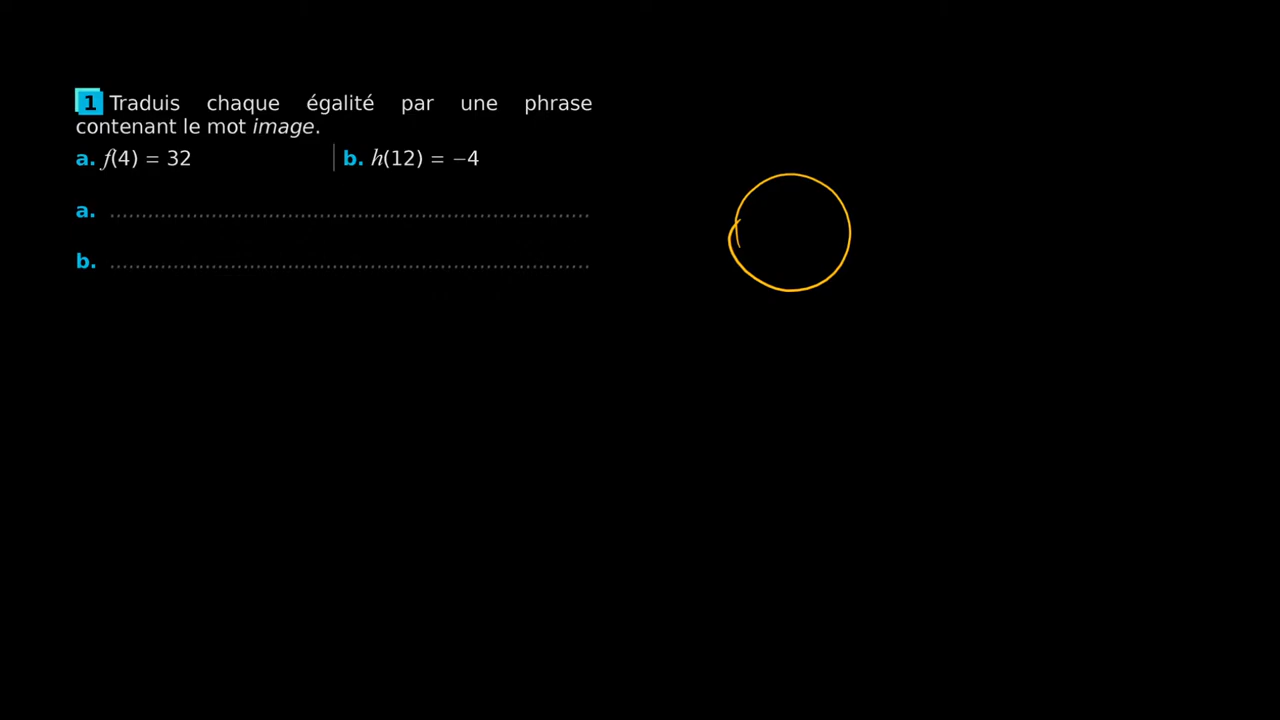 1 Traduis chaque égalité par une phrase
contenant le mot image.
a. f(4) = 32 b. h(12) = −4
a. ............................................................................
b. ............................................................................